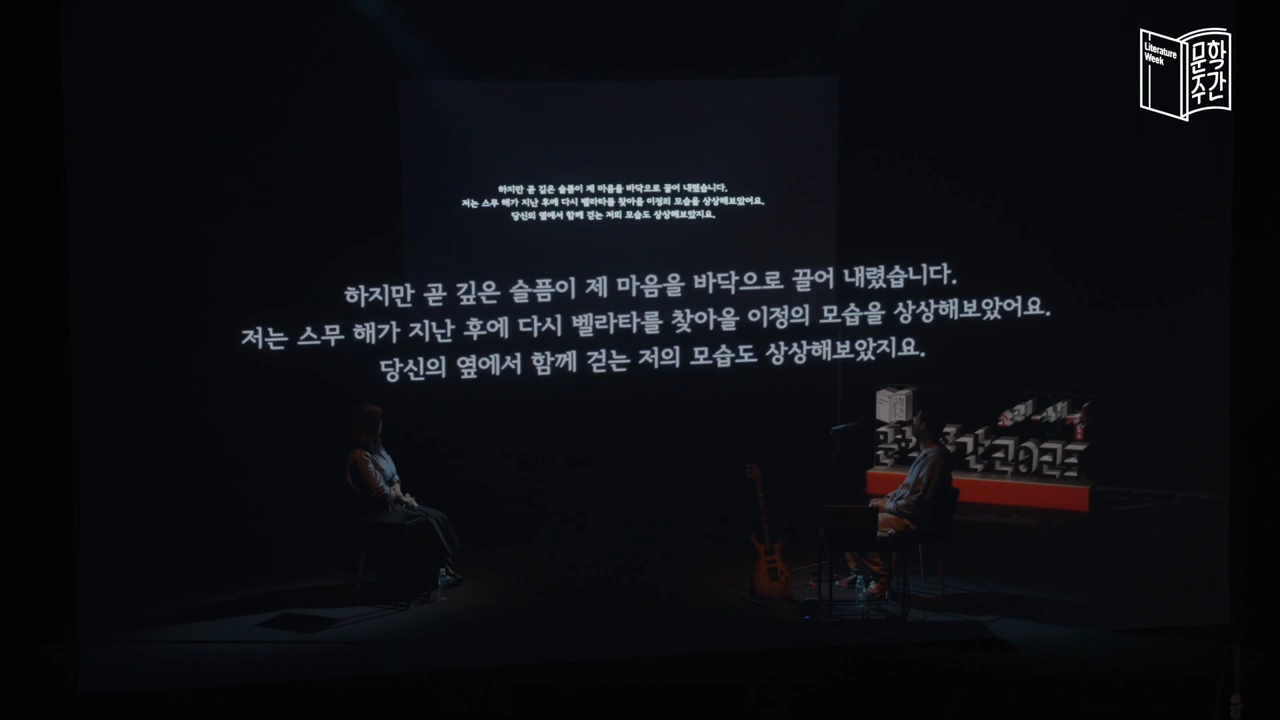 Literature
Week
문학
주간
하지만 곧 깊은 슬픔이 제 마음을 바닥으로 끌어 내렸습니다.
저는 스무 해가 지난 후에 다시 벨라타를 찾아올 이정의 모습을 상상해보았어요.
당신의 옆에서 함께 걷는 저의 모습도 상상해보았지요.
하지만 곧 깊은 슬픔이 제 마음을 바닥으로 끌어 내렸습니다.
저는 스무 해가 지난 후에 다시 벨라타를 찾아올 이정의 모습을 상상해보았어요.
당신의 옆에서 함께 걷는 저의 모습도 상상해보았지요.